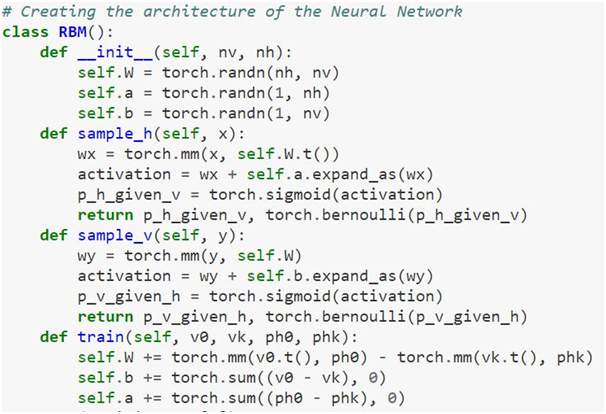 # Creating the architecture of the Neural Network
class RBM():
    def __init__(self, nv, nh):
        self.W = torch.randn(nh, nv)
        self.a = torch.randn(1, nh)
        self.b = torch.randn(1, nv)
    def sample_h(self, x):
        wx = torch.mm(x, self.W.t())
        activation = wx + self.a.expand_as(wx)
        p_h_given_v = torch.sigmoid(activation)
        return p_h_given_v, torch.bernoulli(p_h_given_v)
    def sample_v(self, y):
        wy = torch.mm(y, self.W)
        activation = wy + self.b.expand_as(wy)
        p_v_given_h = torch.sigmoid(activation)
        return p_v_given_h, torch.bernoulli(p_v_given_h)
    def train(self, v0, vk, ph0, phk):
        self.W += torch.mm(v0.t(), ph0) - torch.mm(vk.t(), phk)
        self.b += torch.sum((v0 - vk), 0)
        self.a += torch.sum((ph0 - phk), 0)